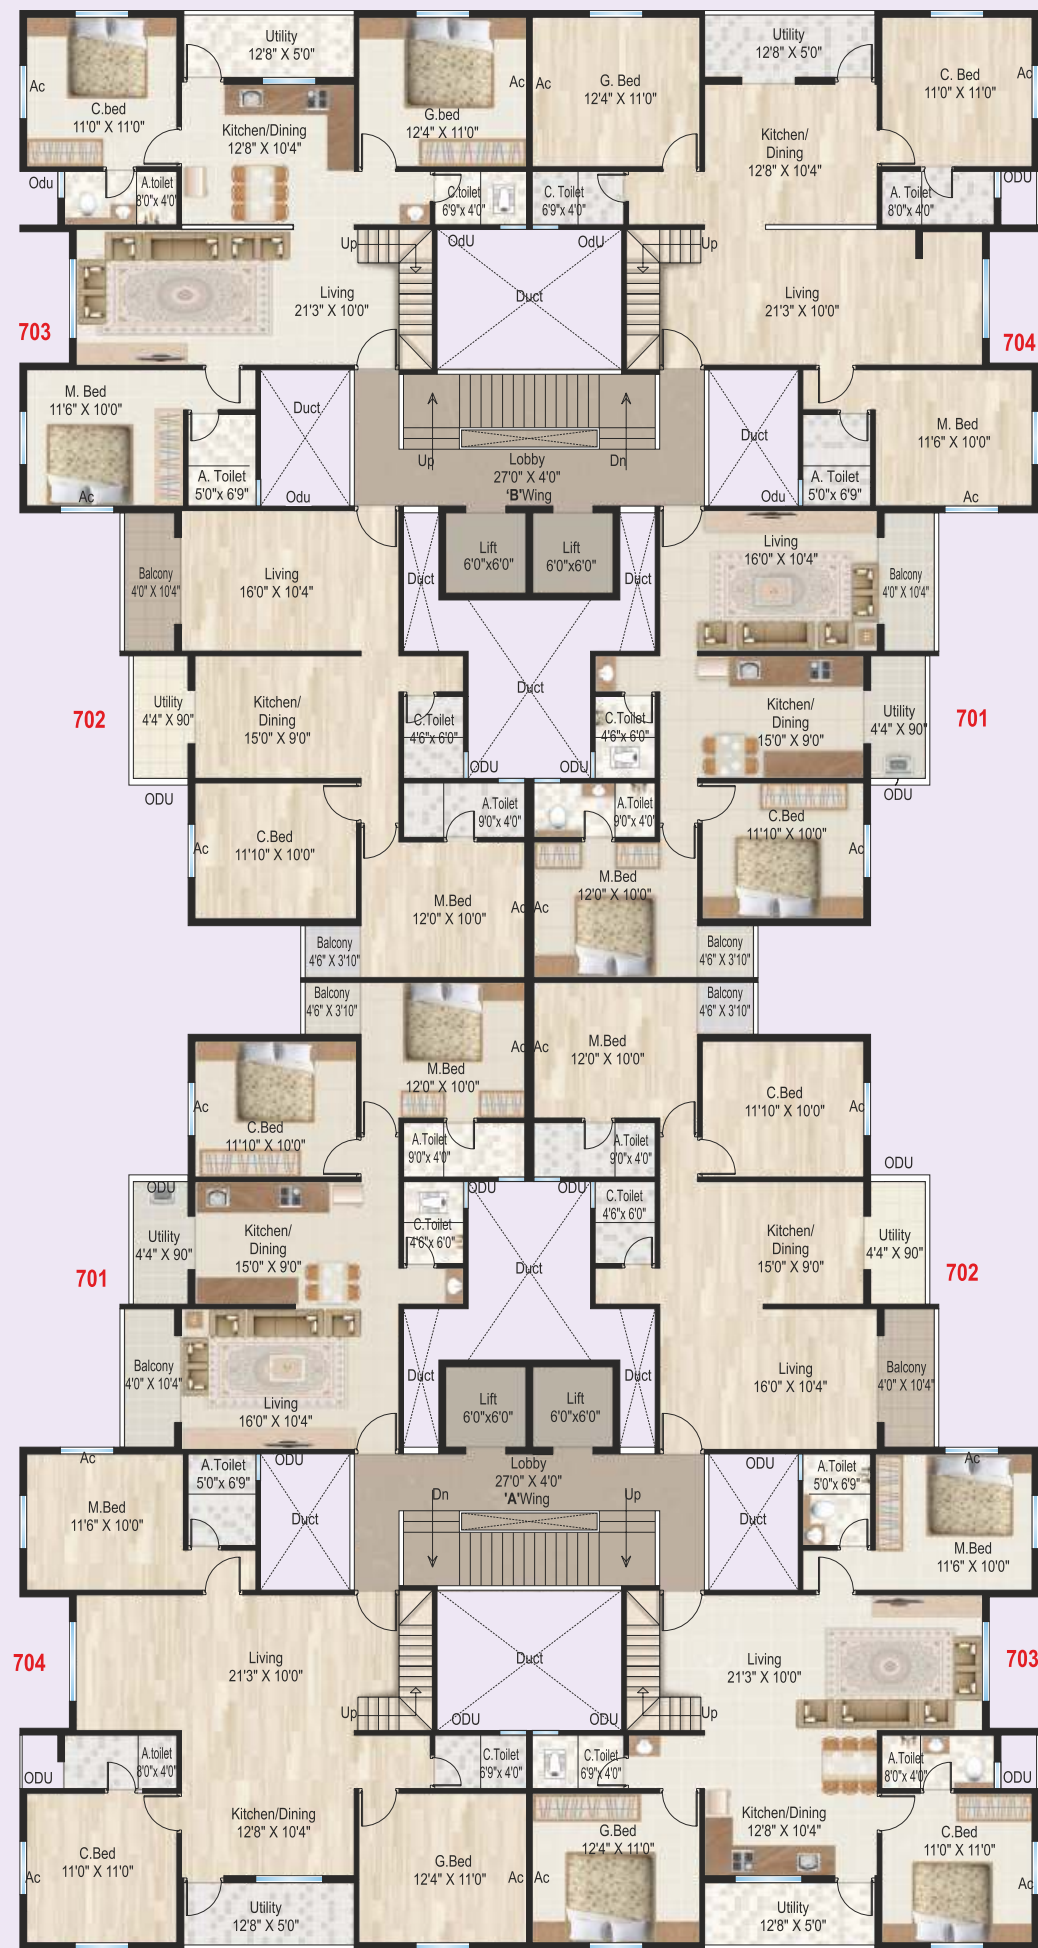 Utility
12'8" X 5'0"
Utility
12'8" X 5'0"
Ac
C.bed
11'0" X 11'0"
Kitchen/Dining
12'8" X 10'4"
Ac
G.bed
12'4" X 11'0"
Ac
G. Bed
12'4" X 11'0"
Kitchen/
Dining
12'8" X 10'4"
C. Bed
11'0" X 11'0"
Ac
Odu
A.toilet
8'0"x 4'0"
C.toilet
6'9"x 4'0"
C. Toilet
6'9"x 4'0"
A. Toilet
8'0"x 4'0"
ODU
Up
OdU
OdU
Up
Living
21'3" X 10'0"
Duct
Living
21'3" X 10'0"
703
704
M. Bed
11'6" X 10'0"
Ac
A. Toilet
5'0"x 6'9"
Duct
Odu
Up
Lobby
27'0" X 4'0"
'B'Wing
Dn
Duct
Odu
A. Toilet
5'0"x 6'9"
M. Bed
11'6" X 10'0"
Ac
Balcony
4'0" X 10'4"
Living
16'0" X 10'4"
Duct
Lift
6'0"x6'0"
Lift
6'0"x6'0"
Duct
Living
16'0" X 10'4"
Balcony
4'0" X 10'4"
702
Utility
4'4" X 90"
Kitchen/
Dining
15'0" X 9'0"
C.Toilet
4'6"x 6'0"
Duct
C.Toilet
4'6"x 6'0"
Kitchen/
Dining
15'0" X 9'0"
Utility
4'4" X 90"
701
ODU
ODU
ODU
ODU
Ac
C.Bed
11'10" X 10'0"
A.Toilet
9'0"x 4'0"
A.Toilet
9'0"x 4'0"
C.Bed
11'10" X 10'0"
Ac
M.Bed
12'0" X 10'0"
Ac
Ac
M.Bed
12'0" X 10'0"
Balcony
4'6" X 3'10"
Balcony
4'6" X 3'10"
Balcony
4'6" X 3'10"
Balcony
4'6" X 3'10"
M.Bed
12'0" X 10'0"
Ac
Ac
M.Bed
12'0" X 10'0"
Ac
C.Bed
11'10" X 10'0"
A.Toilet
9'0"x 4'0"
A.Toilet
9'0"x 4'0"
C.Bed
11'10" X 10'0"
Ac
ODU
ODU
ODU
ODU
701
Utility
4'4" X 90"
Kitchen/
Dining
15'0" X 9'0"
C.Toilet
4'6"x 6'0"
Duct
C.Toilet
4'6"x 6'0"
Kitchen/
Dining
15'0" X 9'0"
Utility
4'4" X 90"
702
Balcony
4'0" X 10'4"
Living
16'0" X 10'4"
Duct
Lift
6'0"x6'0"
Lift
6'0"x6'0"
Duct
Living
16'0" X 10'4"
Balcony
4'0" X 10'4"
Ac
M.Bed
11'6" X 10'0"
A.Toilet
5'0"x 6'9"
ODU
Duct
Dn
Lobby
27'0" X 4'0"
'A'Wing
Up
ODU
Duct
A.Toilet
5'0"x 6'9"
Ac
M.Bed
11'6" X 10'0"
704
Living
21'3" X 10'0"
Duct
Living
21'3" X 10'0"
703
Up
ODU
ODU
Up
ODU
A.toilet
8'0"x 4'0"
C.Toilet
6'9"x 4'0"
C.Toilet
6'9"x 4'0"
A.Toilet
8'0"x 4'0"
ODU
Ac
C.Bed
11'0" X 11'0"
Kitchen/Dining
12'8" X 10'4"
G.Bed
12'4" X 11'0"
Ac
Ac
G.Bed
12'4" X 11'0"
Kitchen/Dining
12'8" X 10'4"
C.Bed
11'0" X 11'0"
Ac
Utility
12'8" X 5'0"
Utility
12'8" X 5'0"